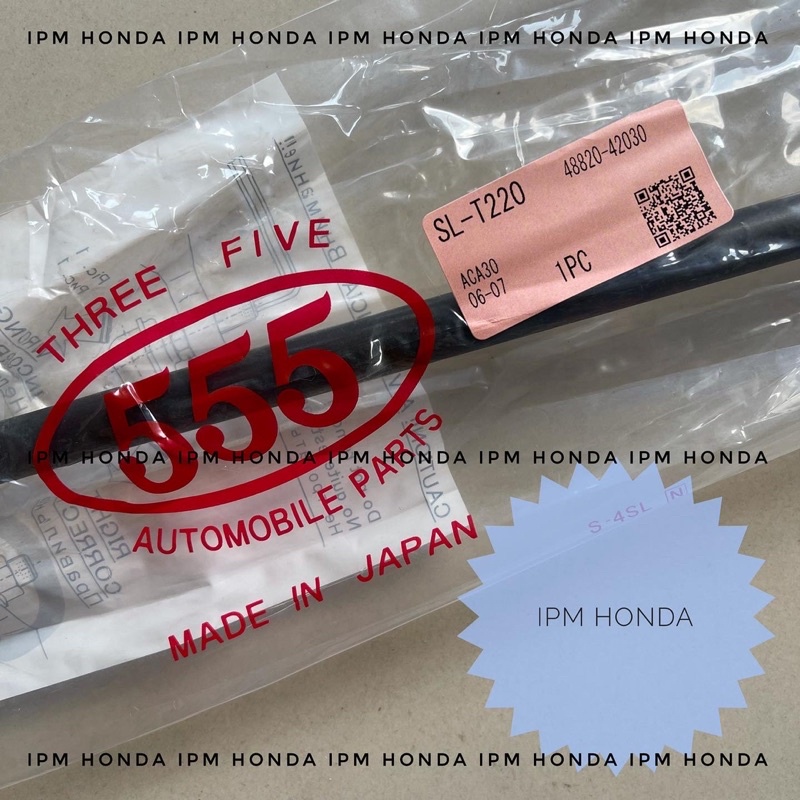 IPM HONDA IPM HONDA IPM HONDA IPM HONDA IPM HONDA
SL-T220
48820-42030
ACA30
06-07
1PC
THREE FIVE
555
AUTOMOBILE PARTS
MADE IN JAPAN
IPM HONDA IPM HONDA IPM HONDA IPM HONDA IPM HONDA
S-4SL N
IPM HONDA
IPM HONDA IPM HONDA IPM HONDA IPM HONDA IPM HONDA